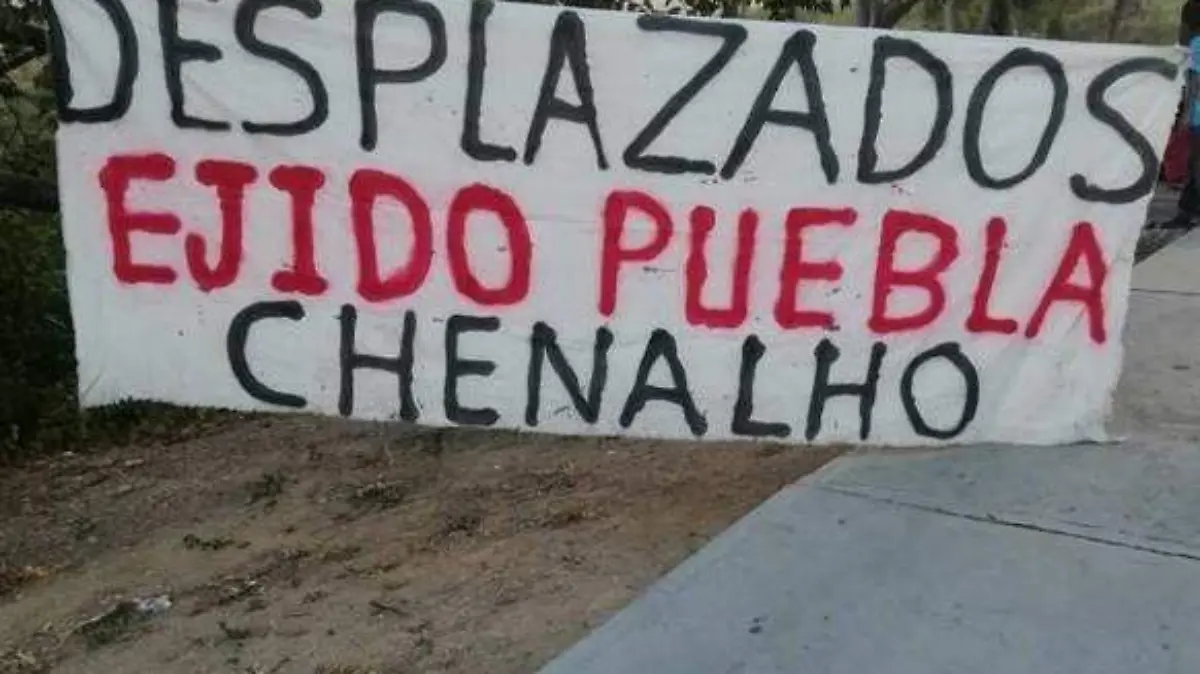 DESPLAZADOS
EJIDO PUEBLA
CHENALHO